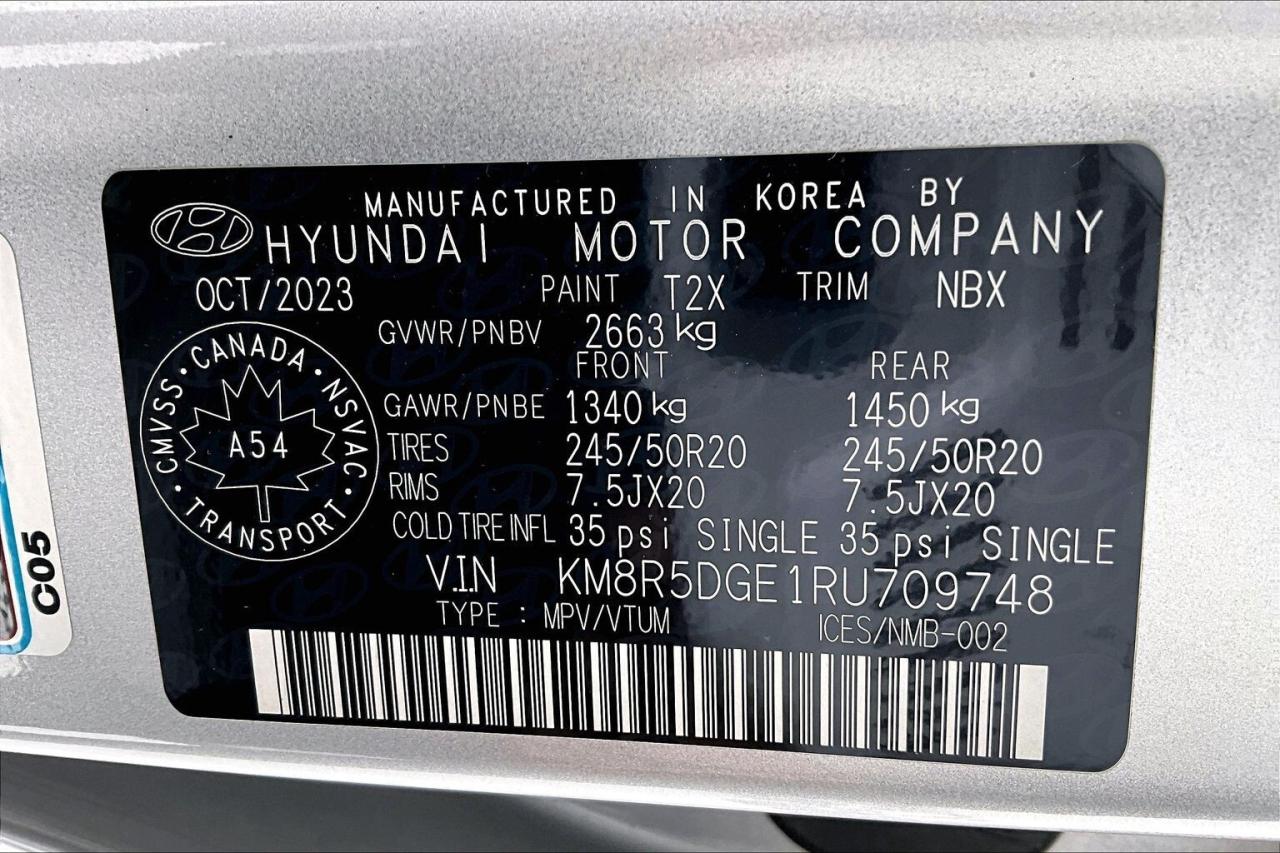 MANUFACTURED IN KOREA BY
HYUNDAI MOTOR COMPANY
OCT/2023 PAINT T2X TRIM NBX
GVWR/PNBV 2663 kg
FRONT REAR
GAWR/PNBE 1340 kg 1450 kg
TIRES 245/50R20 245/50R20
RIMS 7.5JX20 7.5JX20
COLD TIRE INFL 35 psi SINGLE 35 psi SINGLE
V.I.N KM8R5DGE1RU709748
TYPE : MPV/VTUM ICES/NMB-002
CMVSS · CANADA · NSVAC · TRANSPORT ·
A54
C05